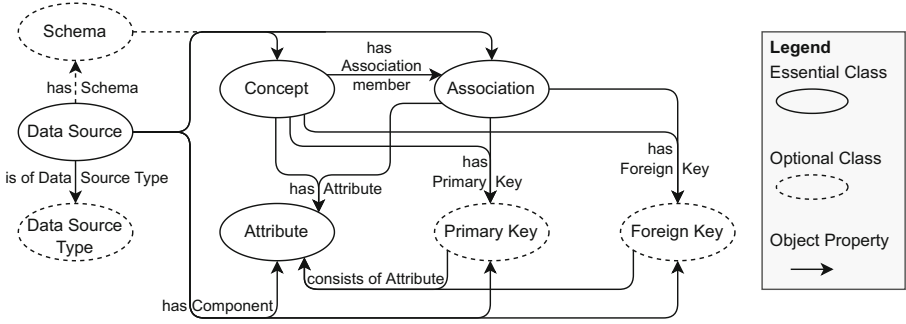 Schema
has Schema
Data Source
is of Data Source Type
Data Source
Type
Concept
has
Association
member
Association
has Attribute
has
Primary Key
has
Foreign Key
Attribute
Primary Key
Foreign Key
consists of Attribute
has Component
Legend
Essential Class
Optional Class
Object Property